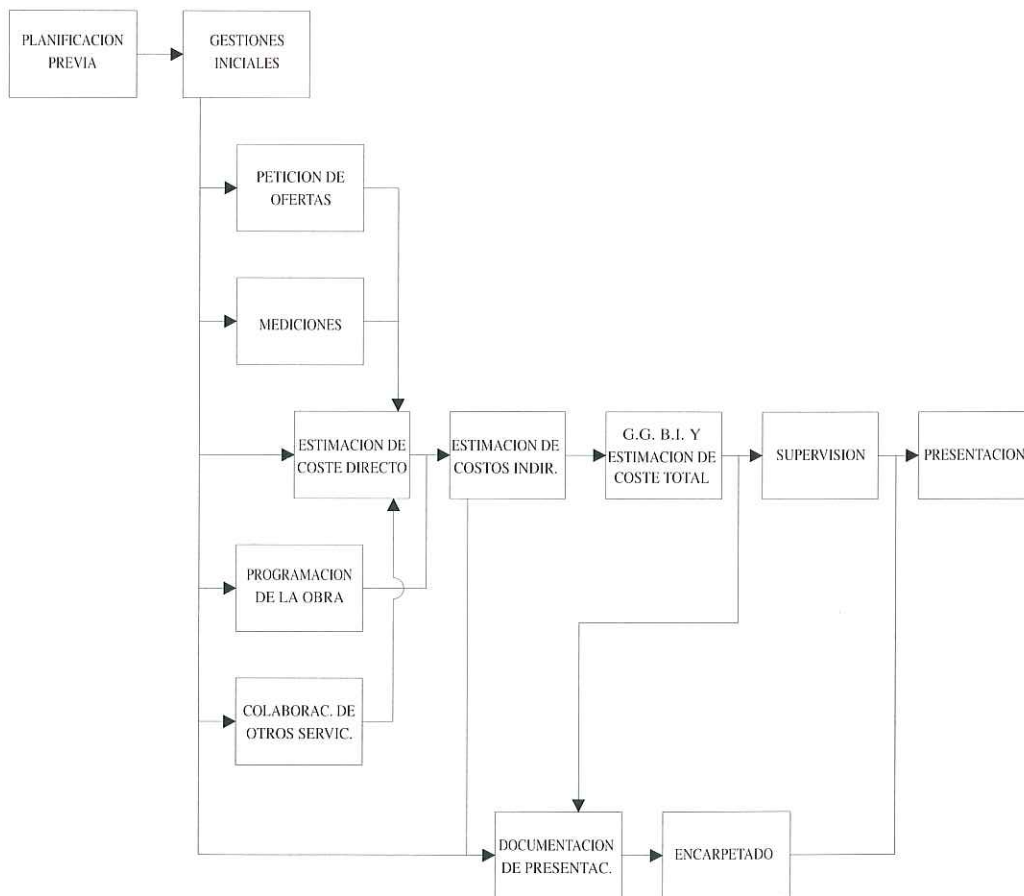 PLANIFICACION
PREVIA
GESTIONES
INICIALES
PETICION DE
OFERTAS
MEDICIONES
ESTIMACION DE
COSTE DIRECTO
ESTIMACION DE
COSTOS INDIR.
G.G. B.I. Y
ESTIMACION DE
COSTE TOTAL
SUPERVISION
PRESENTACION
PROGRAMACION
DE LA OBRA
COLABORAC. DE
OTROS SERVIC.
DOCUMENTACION
DE PRESENTAC.
ENCARPETADO